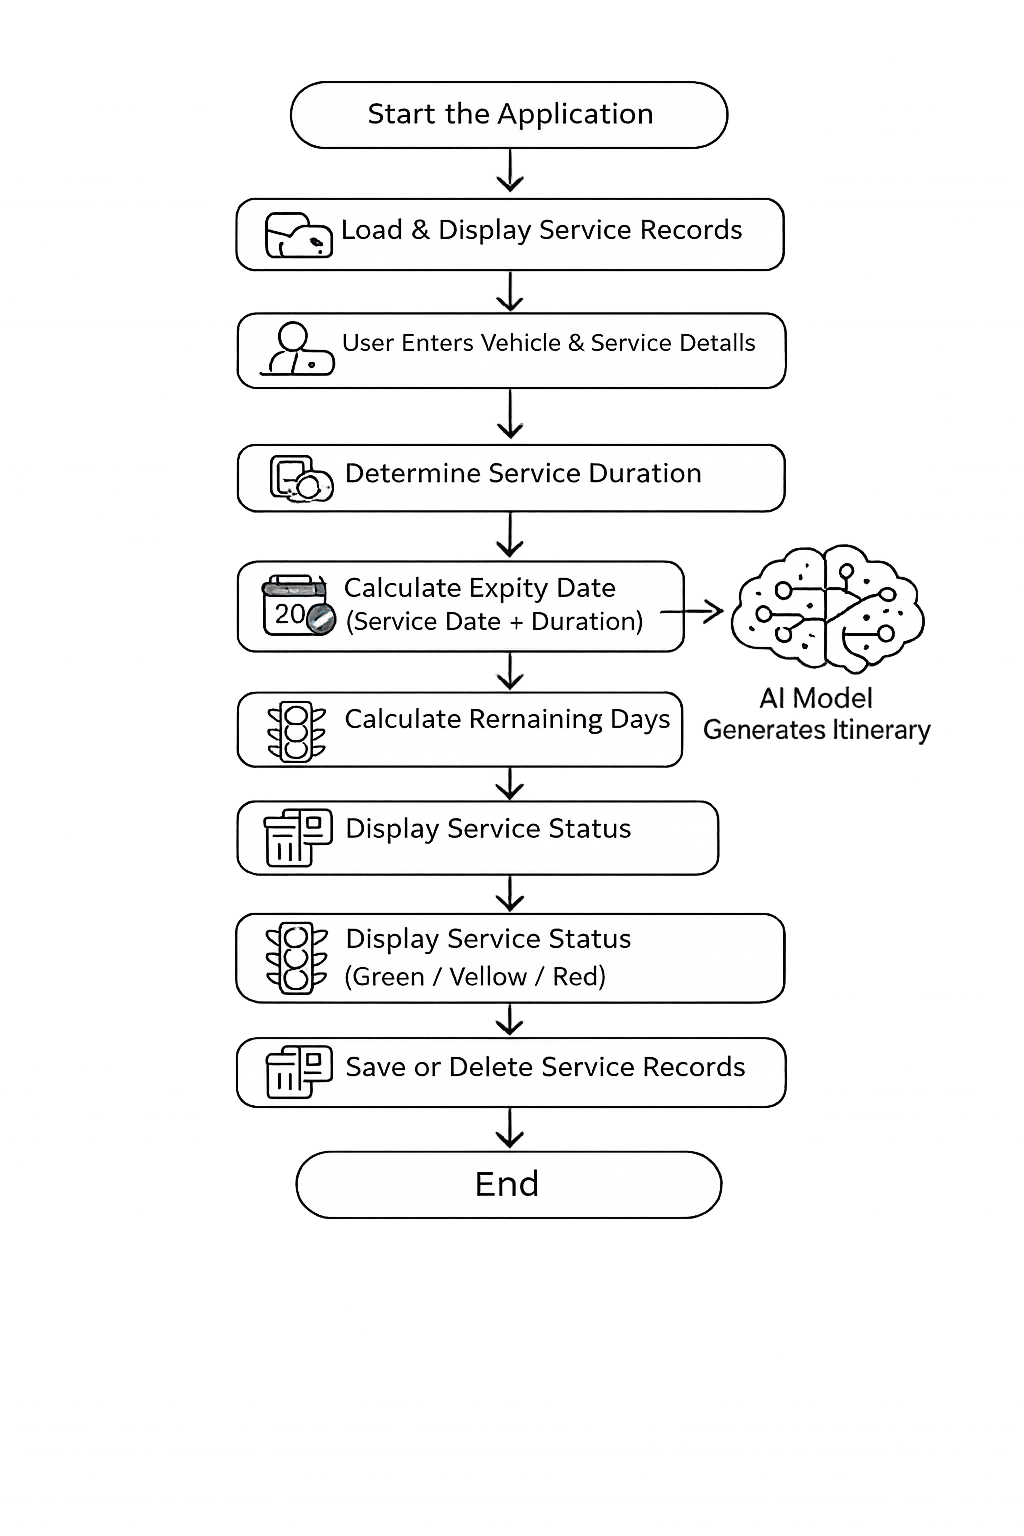 Start the Application
Load & Display Service Records
User Enters Vehicle & Service Detalls
Determine Service Duration
20
Calculate Expity Date
(Service Date + Duration)
AI Model
Generates Itinerary
Calculate Rernaining Days
Display Service Status
Display Service Status
(Green / Vellow / Red)
Save or Delete Service Records
End